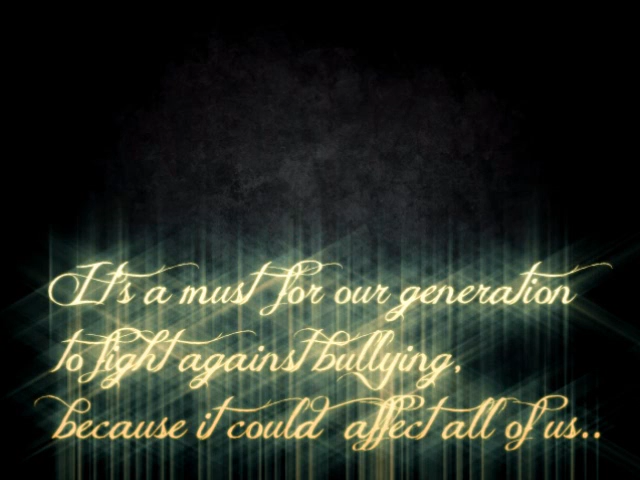 It's a must for our generation
to fight against bullying,
because it could affect all of us..